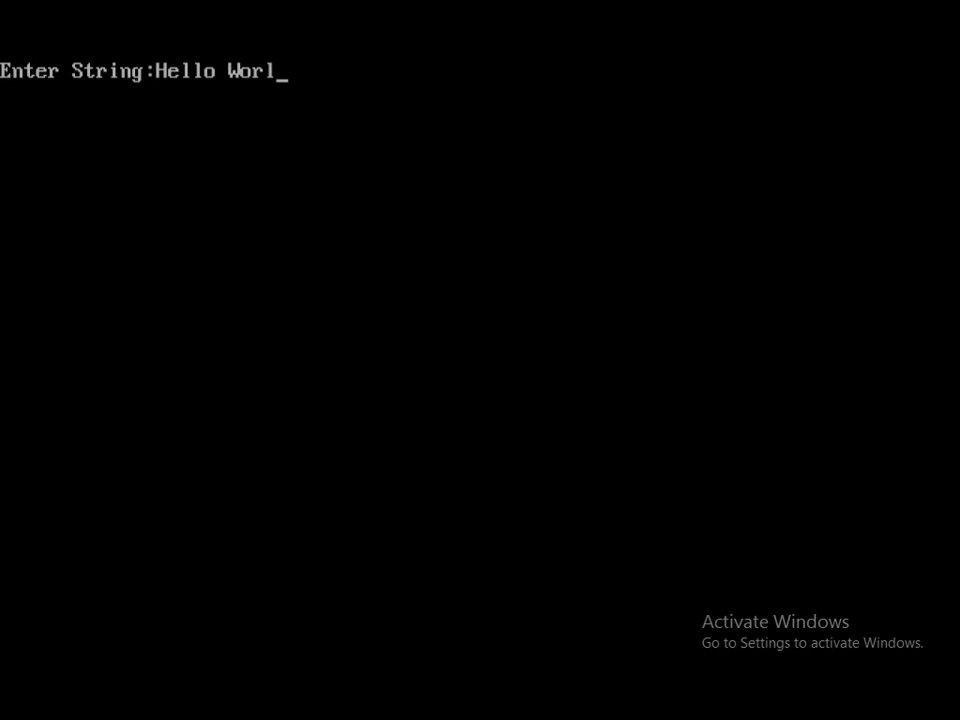 Enter String:Hello Worl_
Activate Windows
Go to Settings to activate Windows.